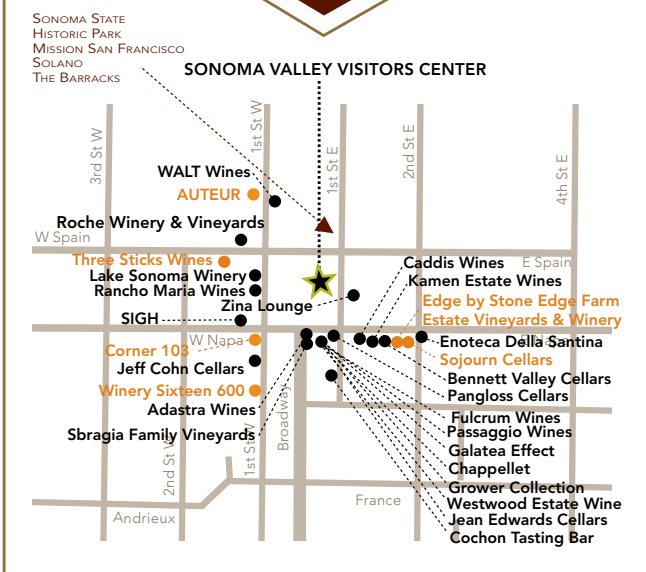 SONOMA STATE
HISTORIC PARK
MISSION SAN FRANCISCO
SOLANO
THE BARRACKS
SONOMA VALLEY VISITORS CENTER
3rd St W
1st St W
1st St E
2nd St E
4th St E
WALT Wines
AUTEUR
Roche Winery & Vineyards
W Spain
E Spain
Three Sticks Wines
Lake Sonoma Winery
Rancho Maria Wines
Zina Lounge
SIGH
Caddis Wines
Kamen Estate Wines
Edge by Stone Edge Farm
Estate Vineyards & Winery
W Napa
Enoteca Della Santina
Corner 103
Sojourn Cellars
Jeff Cohn Cellars
Bennett Valley Cellars
Winery Sixteen 600
Pangloss Cellars
Adastra Wines
Fulcrum Wines
Sbragia Family Vineyards
Passaggio Wines
Broadway
2nd St W
1st St W
Galatea Effect
Chappellet
Grower Collection
France
Westwood Estate Wine
Andrieux
Jean Edwards Cellars
Cochon Tasting Bar